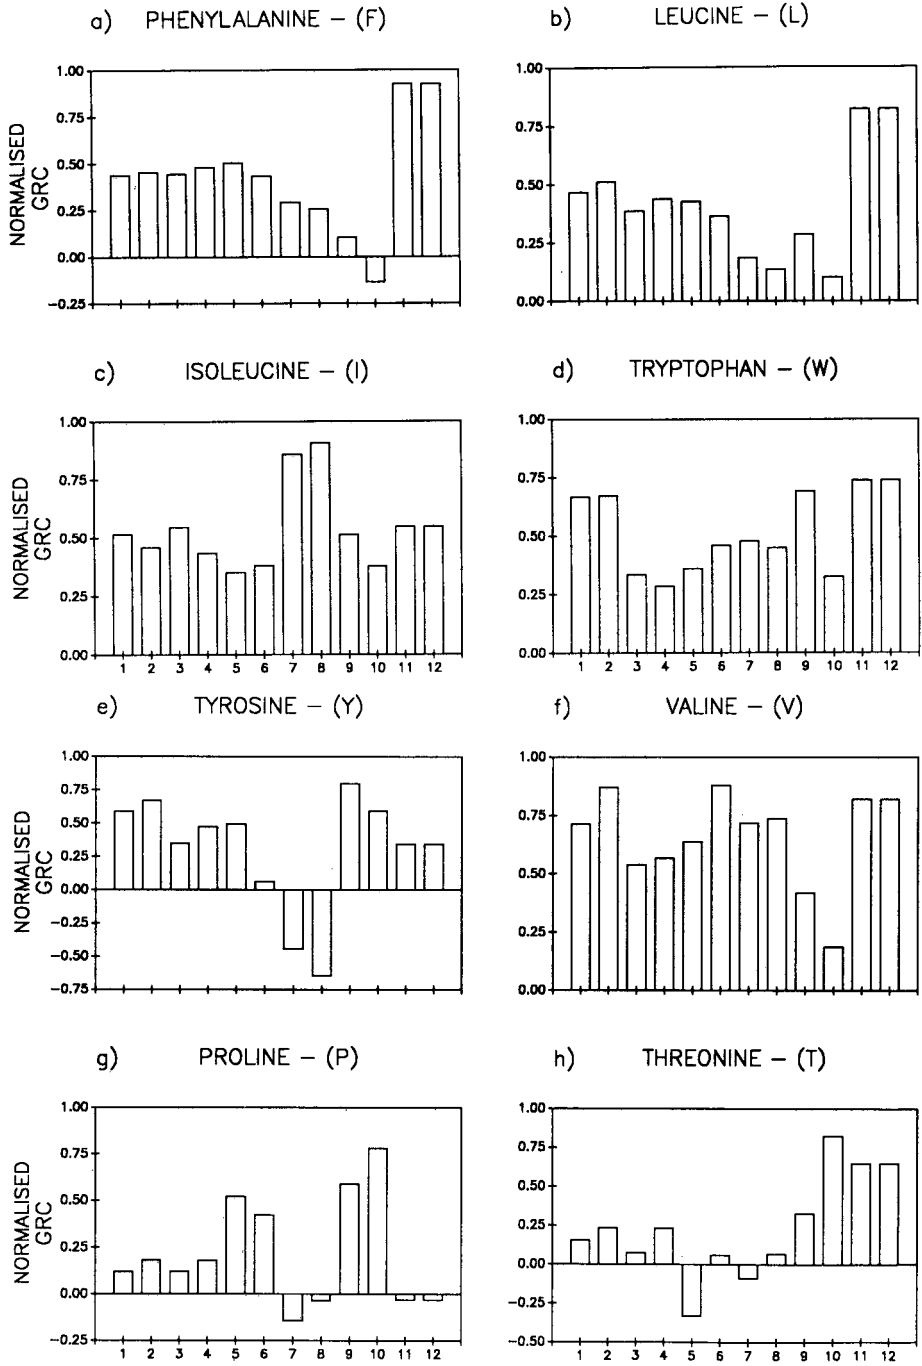 a) PHENYLALANINE – (F)
b) LEUCINE – (L)
NORMALISED
GRC
1.00
0.75
0.50
0.25
0.00
−0.25
1.00
0.75
0.50
0.25
0.00
c) ISOLEUCINE – (I)
d) TRYPTOPHAN – (W)
NORMALISED
GRC
1.00
0.75
0.50
0.25
0.00
1 2 3 4 5 6 7 8 9 10 11 12
1.00
0.75
0.50
0.25
0.00
1 2 3 4 5 6 7 8 9 10 11 12
e) TYROSINE – (Y)
f) VALINE – (V)
NORMALISED
GRC
1.00
0.75
0.50
0.25
0.00
−0.25
−0.50
−0.75
1.00
0.75
0.50
0.25
0.00
g) PROLINE – (P)
h) THREONINE – (T)
NORMALISED
GRC
1.00
0.75
0.50
0.25
0.00
−0.25
1 2 3 4 5 6 7 8 9 10 11 12
1.00
0.75
0.50
0.25
0.00
−0.25
−0.50
1 2 3 4 5 6 7 8 9 10 11 12